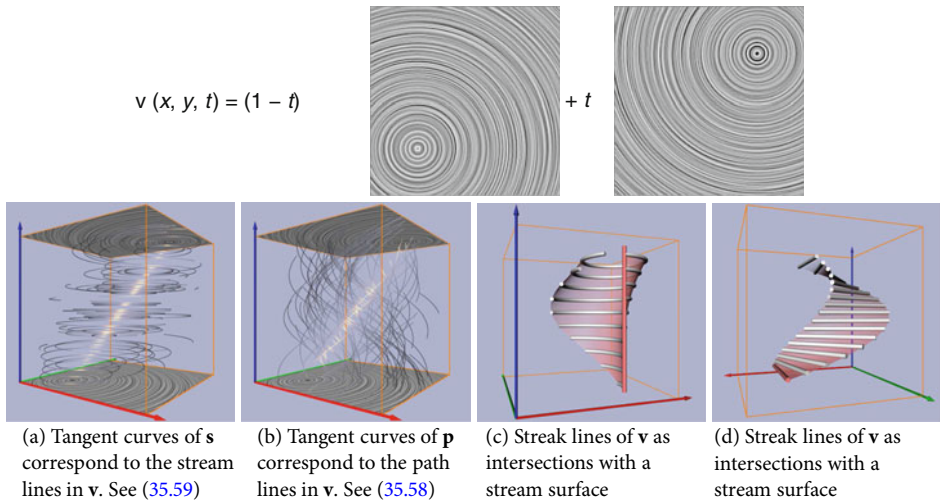 v (x, y, t) = (1 − t)
+ t
(a) Tangent curves of s
correspond to the stream
lines in v. See (35.59)
(b) Tangent curves of p
correspond to the path
lines in v. See (35.58)
(c) Streak lines of v as
intersections with a
stream surface
(d) Streak lines of v as
intersections with a
stream surface